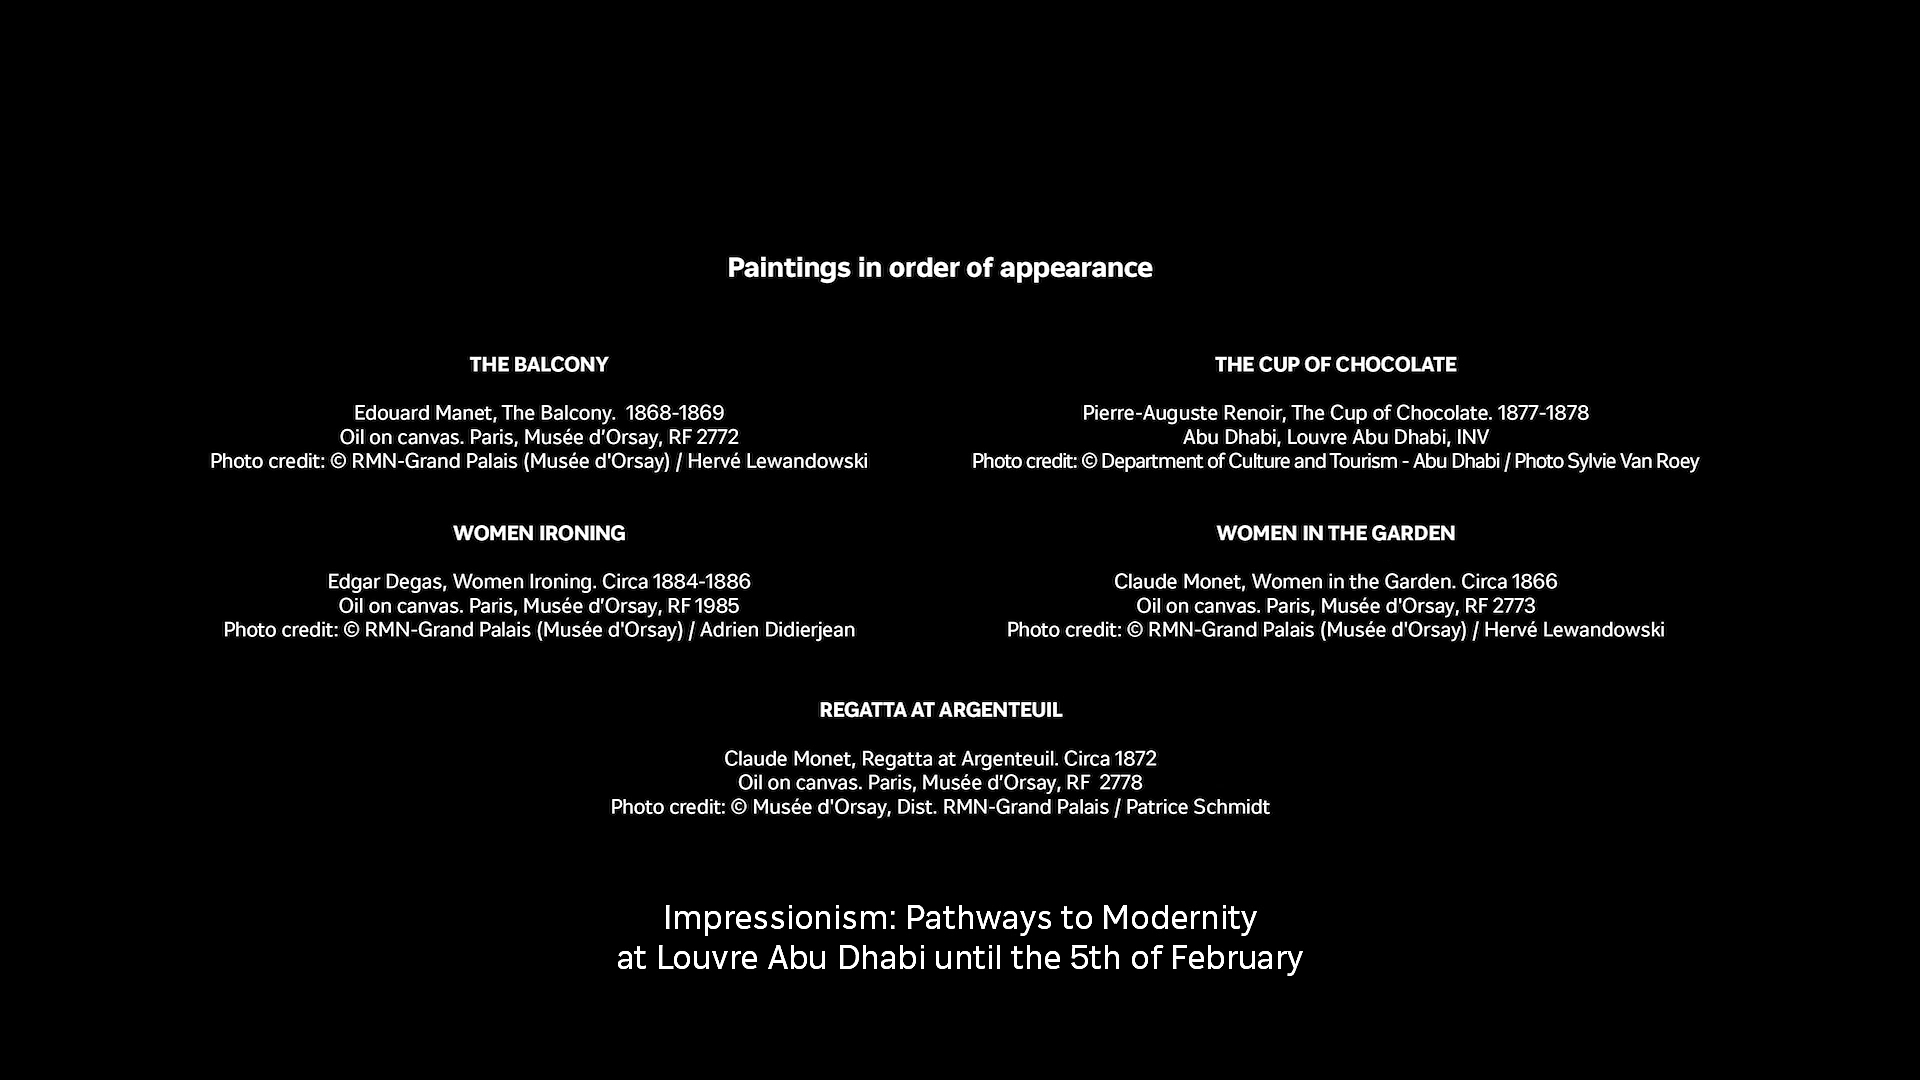 Paintings in order of appearance
THE BALCONY
Edouard Manet, The Balcony.  1868-1869
Oil on canvas. Paris, Musée d'Orsay, RF 2772
Photo credit: © RMN-Grand Palais (Musée d'Orsay) / Hervé Lewandowski
THE CUP OF CHOCOLATE
Pierre-Auguste Renoir, The Cup of Chocolate. 1877-1878
Abu Dhabi, Louvre Abu Dhabi, INV
Photo credit: © Department of Culture and Tourism - Abu Dhabi / Photo Sylvie Van Roey
WOMEN IRONING
Edgar Degas, Women Ironing. Circa 1884-1886
Oil on canvas. Paris, Musée d'Orsay, RF 1985
Photo credit: © RMN-Grand Palais (Musée d'Orsay) / Adrien Didierjean
WOMEN IN THE GARDEN
Claude Monet, Women in the Garden. Circa 1866
Oil on canvas. Paris, Musée d'Orsay, RF 2773
Photo credit: © RMN-Grand Palais (Musée d'Orsay) / Hervé Lewandowski
REGATTA AT ARGENTEUIL
Claude Monet, Regatta at Argenteuil. Circa 1872
Oil on canvas. Paris, Musée d'Orsay, RF  2778
Photo credit: © Musée d'Orsay, Dist. RMN-Grand Palais / Patrice Schmidt
Impressionism: Pathways to Modernity
at Louvre Abu Dhabi until the 5th of February